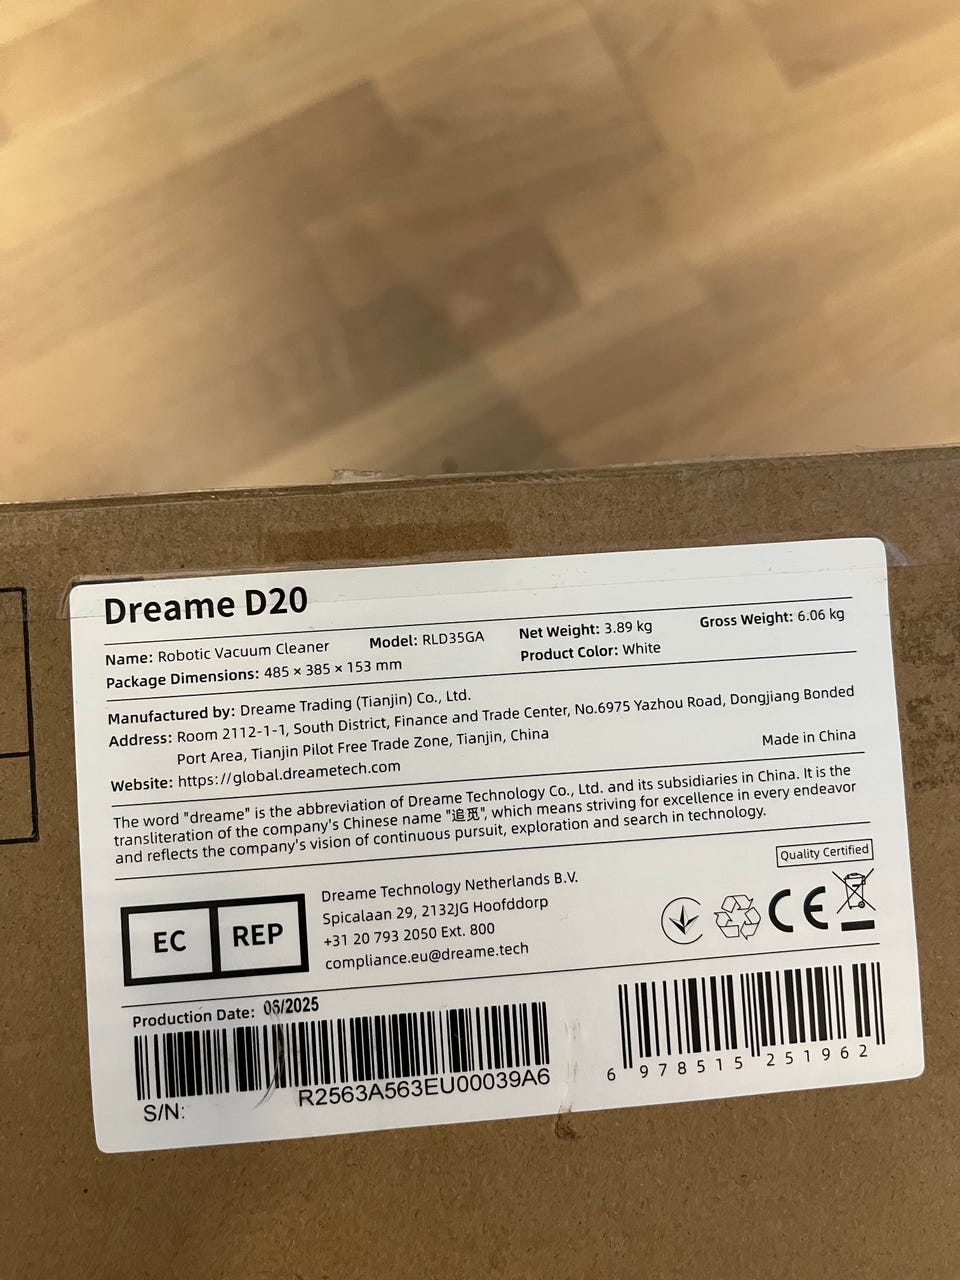 Dreame D20
Name: Robotic Vacuum Cleaner Model: RLD35GA Net Weight: 3.89 kg Gross Weight: 6.06 kg
Package Dimensions: 485 × 385 × 153 mm Product Color: White
Manufactured by: Dreame Trading (Tianjin) Co., Ltd.
Address: Room 2112-1-1, South District, Finance and Trade Center, No.6975 Yazhou Road, Dongjiang Bonded
Port Area, Tianjin Pilot Free Trade Zone, Tianjin, China
Website: https://global.dreametech.com Made in China
The word "dreame" is the abbreviation of Dreame Technology Co., Ltd. and its subsidiaries in China. It is the
transliteration of the company's Chinese name "追觅", which means striving for excellence in every endeavor
and reflects the company's vision of continuous pursuit, exploration and search in technology.
Quality Certified
EC REP
Dreame Technology Netherlands B.V.
Spicalaan 29, 2132JG Hoofddorp
+31 20 793 2050 Ext. 800
compliance.eu@dreame.tech
CE
Production Date: 06/2025
S/N: R2563A563EU00039A6
6 978515 251962